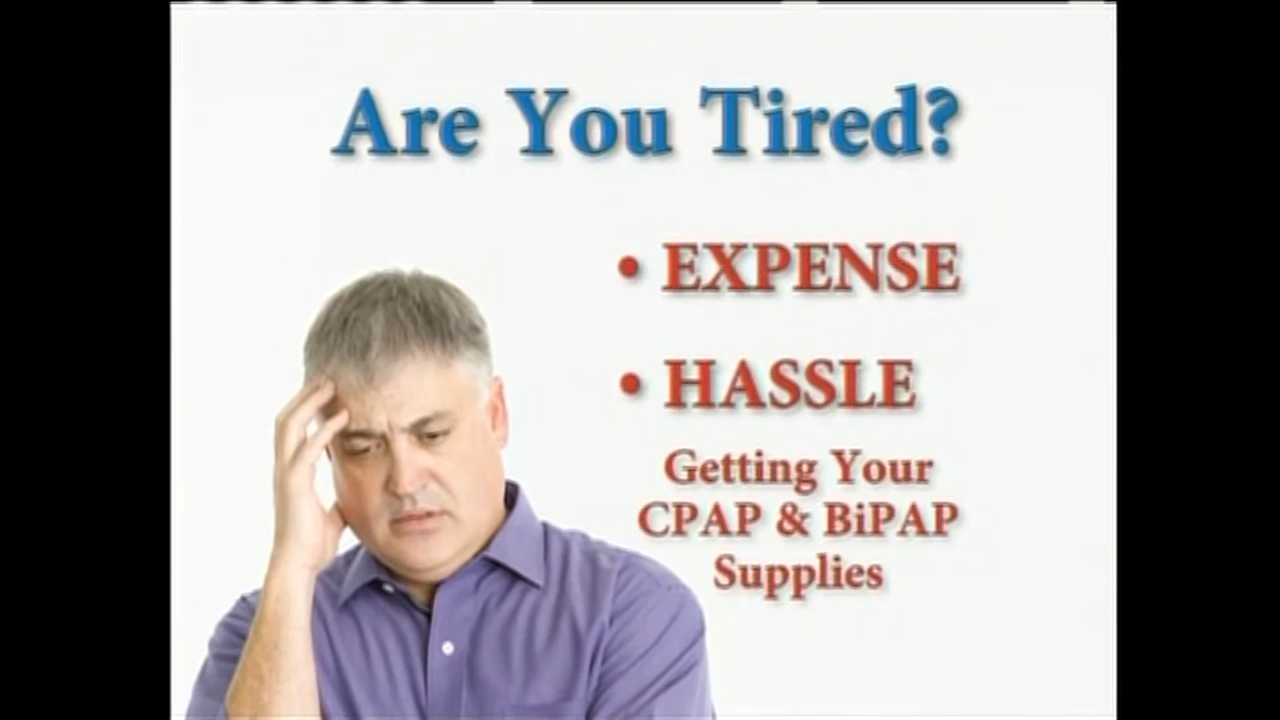 Are You Tired?
• EXPENSE
• HASSLE
Getting Your
CPAP & BiPAP
Supplies